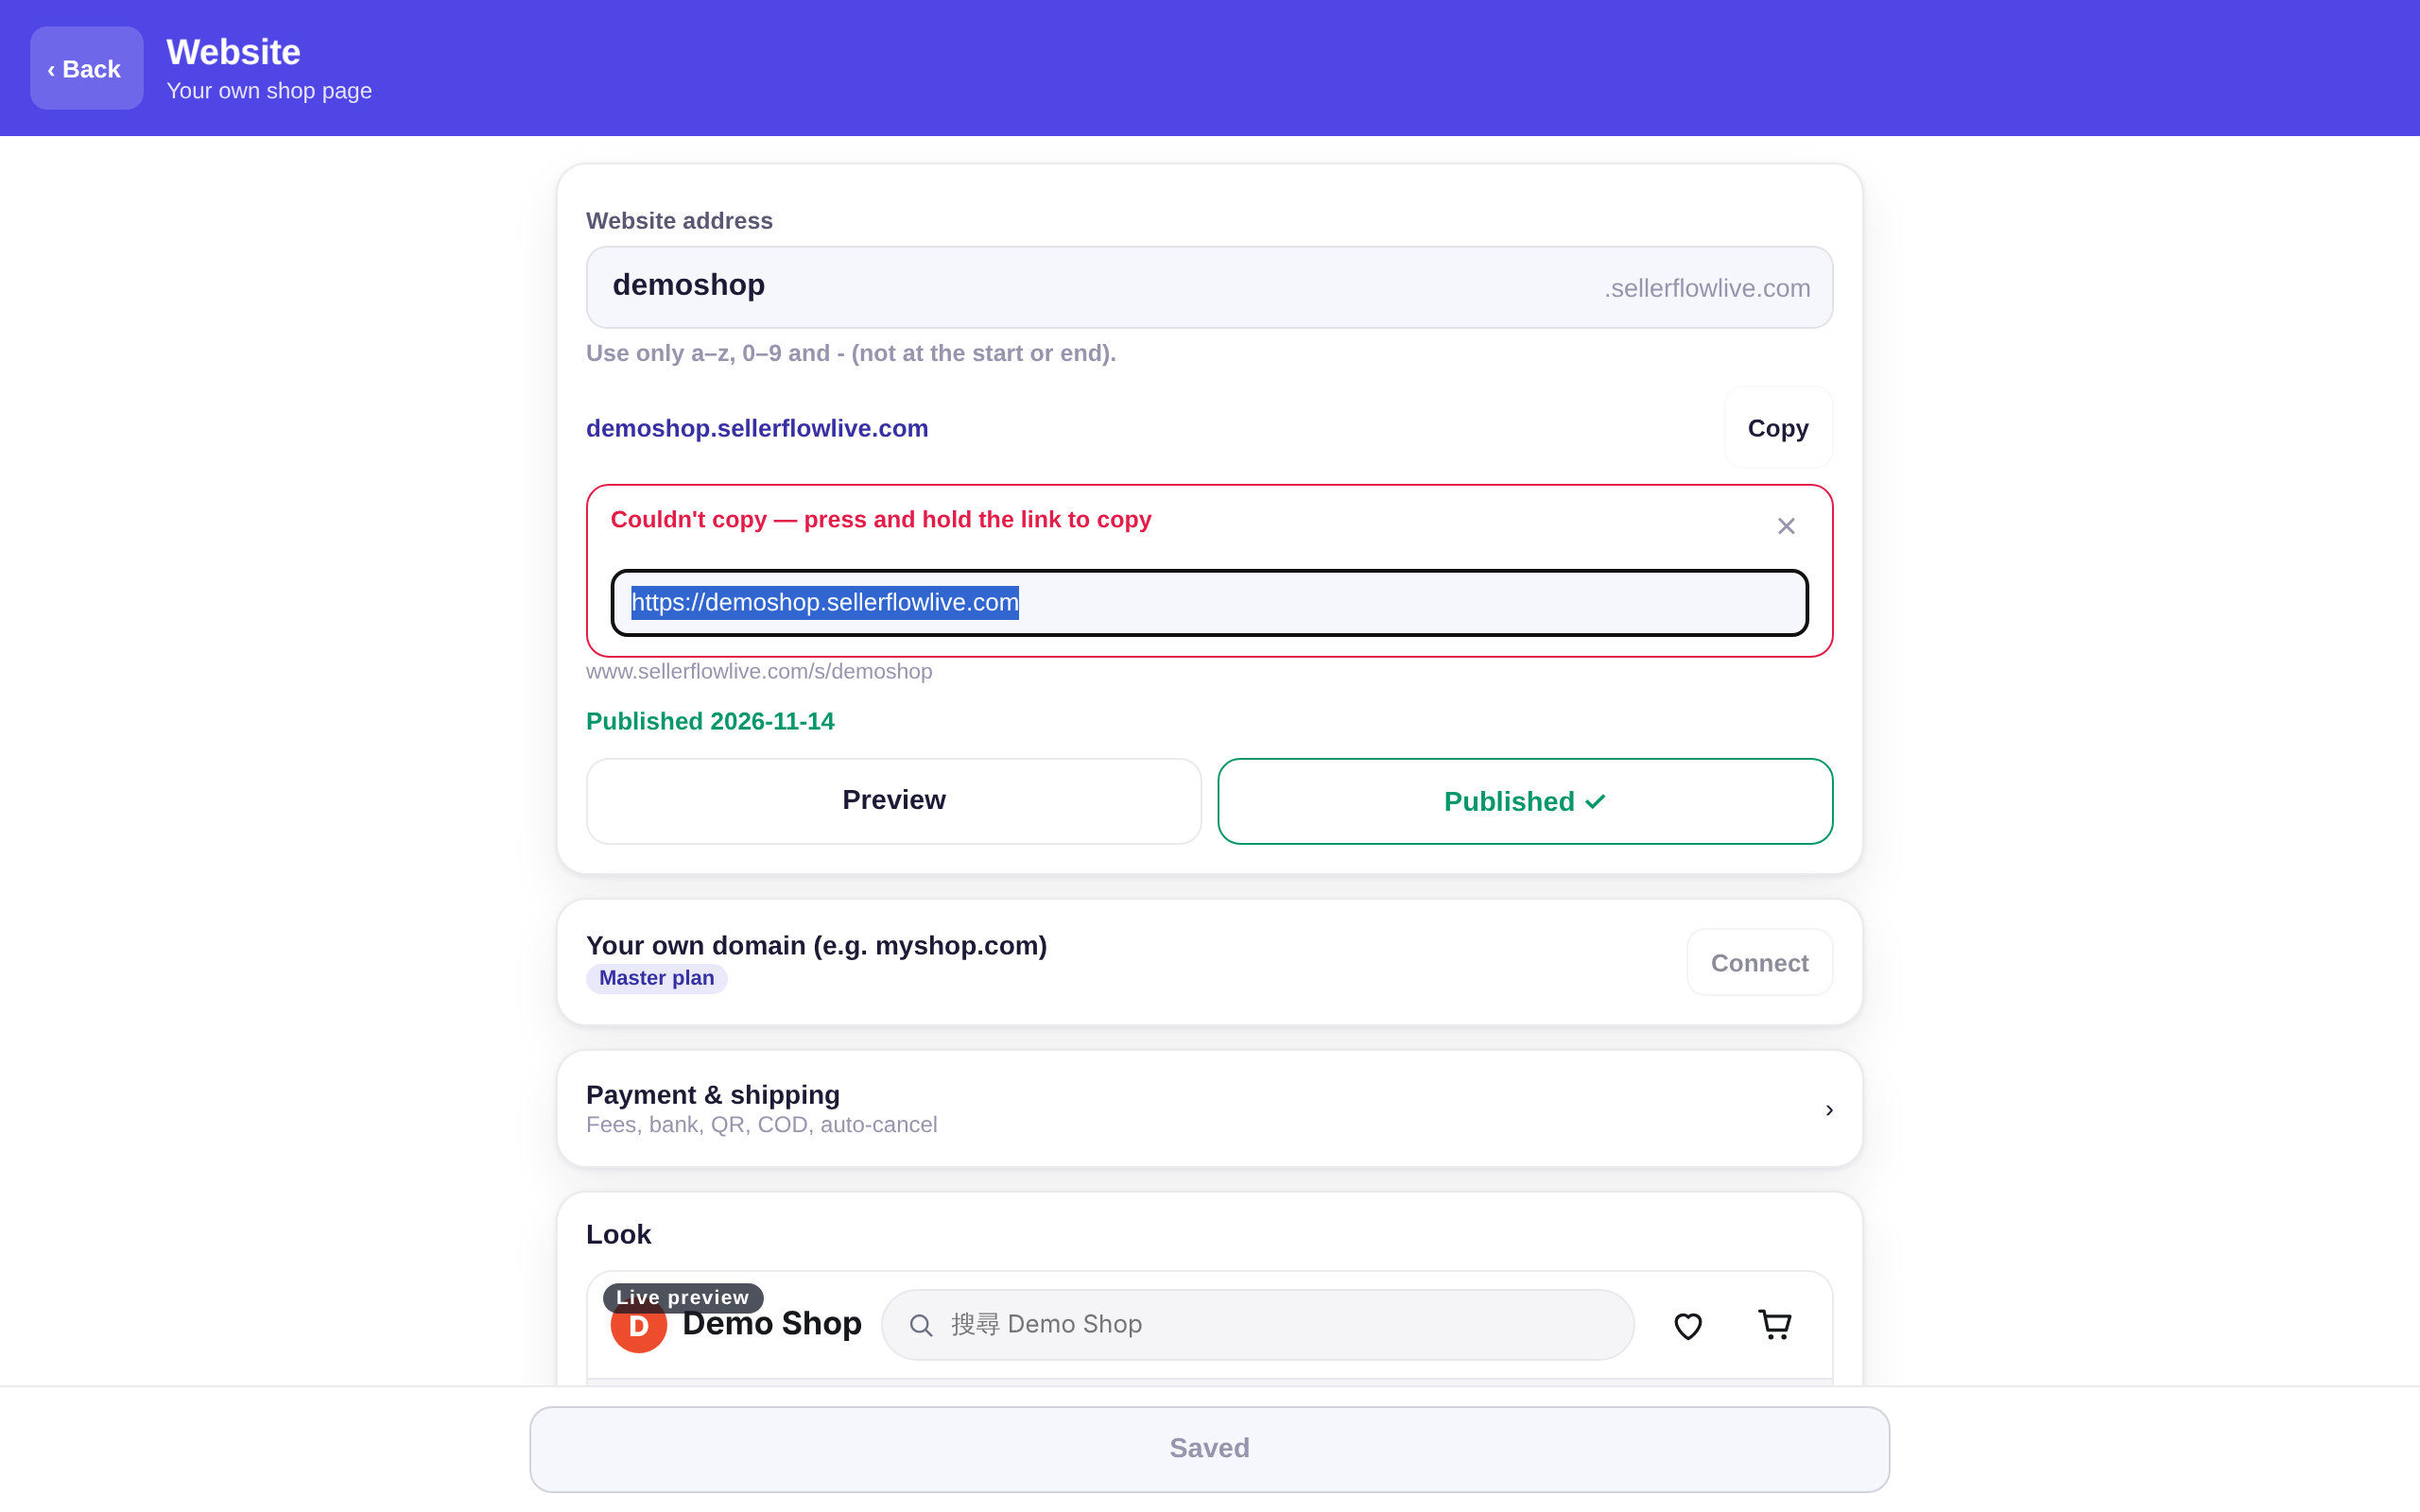 ‹ Back
Website
Your own shop page
Website address
demoshop
.sellerflowlive.com
Use only a–z, 0–9 and - (not at the start or end).
demoshop.sellerflowlive.com
Copy
Couldn't copy — press and hold the link to copy
×
https://demoshop.sellerflowlive.com
www.sellerflowlive.com/s/demoshop
Published 2026-11-14
Preview
Published ✓
Your own domain (e.g. myshop.com)
Master plan
Connect
Payment & shipping
Fees, bank, QR, COD, auto-cancel
›
Look
Live preview
D
Demo Shop
搜尋 Demo Shop
Saved